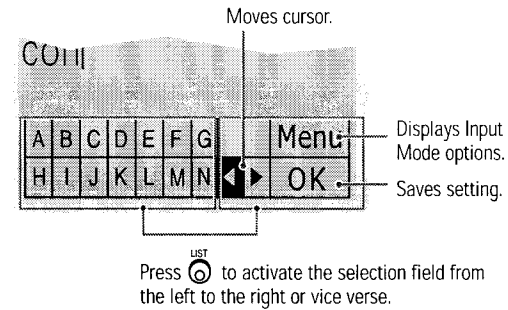 Moves cursor.
A B C D E F G Menu
Displays Input
Mode options.
H I J K L M N ◀ ▶ OK
Saves setting.
LIST
Press to activate the selection field from
the left to the right or vice verse.